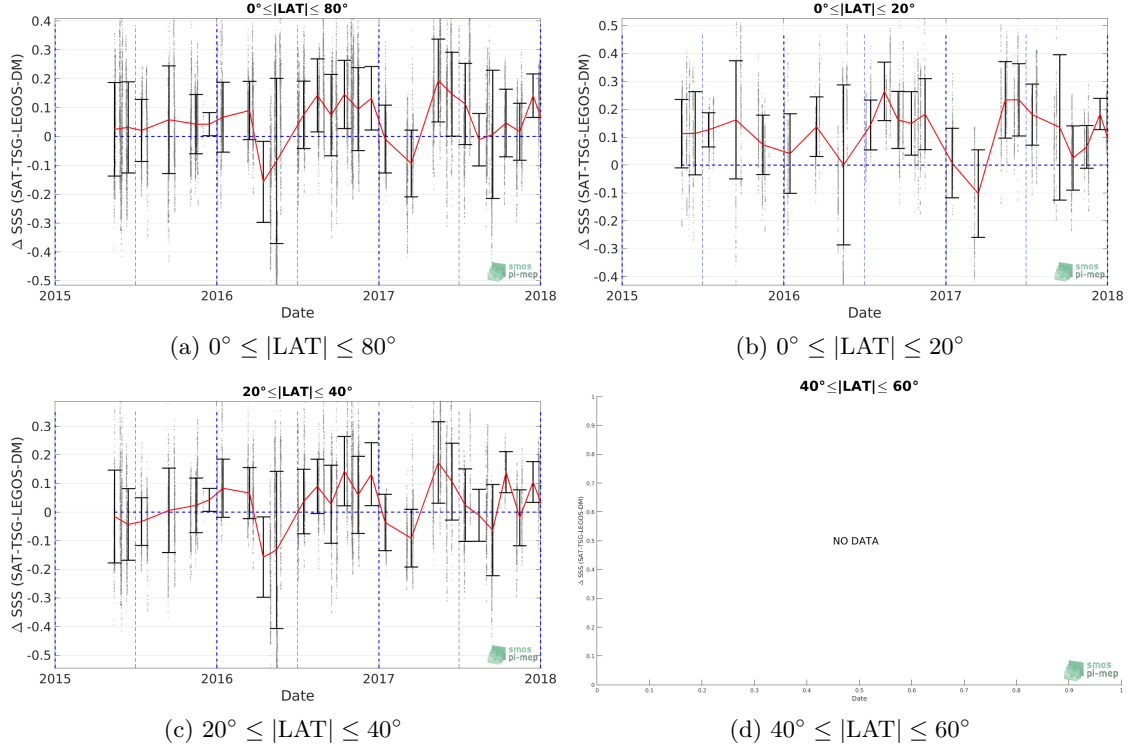 0°≤|LAT|≤ 80°
Δ SSS (SAT-TSG-LEGOS-DM)
0.4
0.3
0.2
0.1
0
-0.1
-0.2
-0.3
-0.4
-0.5
2015
2016
2017
2018
Date
smos
pi-mep
(a) 0° ≤ |LAT| ≤ 80°
0°≤|LAT|≤ 20°
Δ SSS (SAT-TSG-LEGOS-DM)
0.5
0.4
0.3
0.2
0.1
0
-0.1
-0.2
-0.3
-0.4
2015
2016
2017
2018
Date
smos
pi-mep
(b) 0° ≤ |LAT| ≤ 20°
20°≤|LAT|≤ 40°
Δ SSS (SAT-TSG-LEGOS-DM)
0.3
0.2
0.1
0
-0.1
-0.2
-0.3
-0.4
-0.5
2015
2016
2017
2018
Date
smos
pi-mep
(c) 20° ≤ |LAT| ≤ 40°
40°≤|LAT|≤ 60°
Δ SSS (SAT-TSG-LEGOS-DM)
1
0.9
0.8
0.7
0.6
0.5
0.4
0.3
0.2
0.1
0
NO DATA
0
0.1
0.2
0.3
0.4
0.5
0.6
0.7
0.8
0.9
1
Date
smos
pi-mep
(d) 40° ≤ |LAT| ≤ 60°